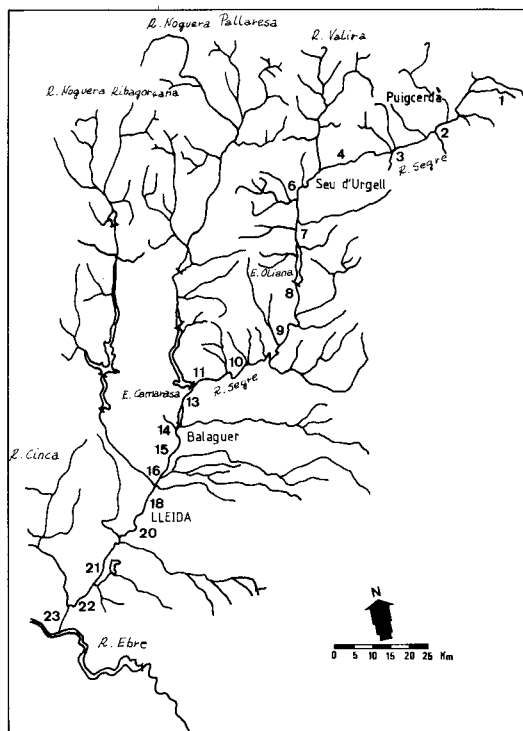 R. Noguera Pallaresa
R. Valira
R. Noguera Ribagorçana
Puigcerdà
1
2
3
4
R. Segre
6
Seu d'Urgell
7
E. Oliana
8
9
10
11
R. Segre
E. Camarasa
13
14
Balaguer
15
R. Cinca
16
18
LLEIDA
20
21
22
23
R. Ebre
N
0 5 10 15 20 25 Km